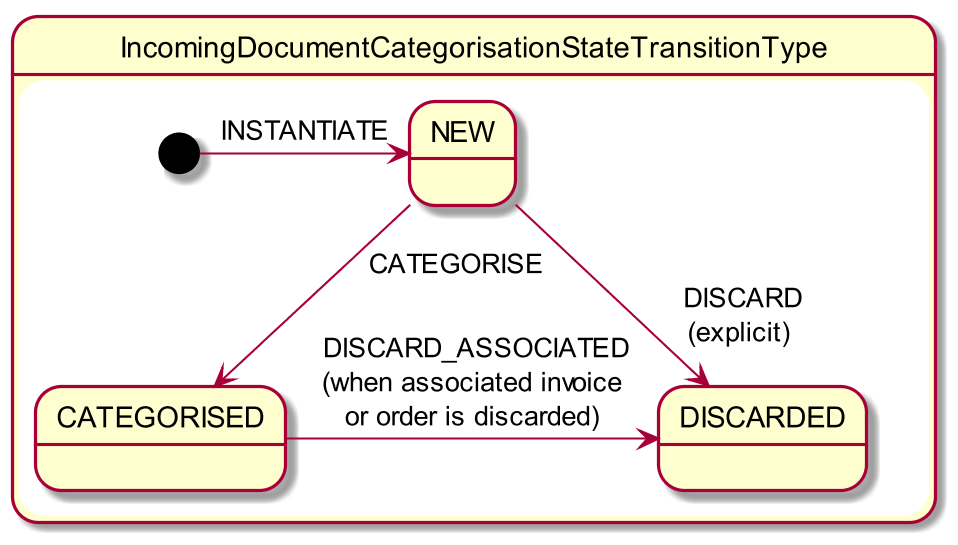 IncomingDocumentCategorisationStateTransitionType
INSTANTIATE
NEW
CATEGORISE
DISCARD
(explicit)
DISCARD_ASSOCIATED
(when associated invoice
or order is discarded)
CATEGORISED
DISCARDED